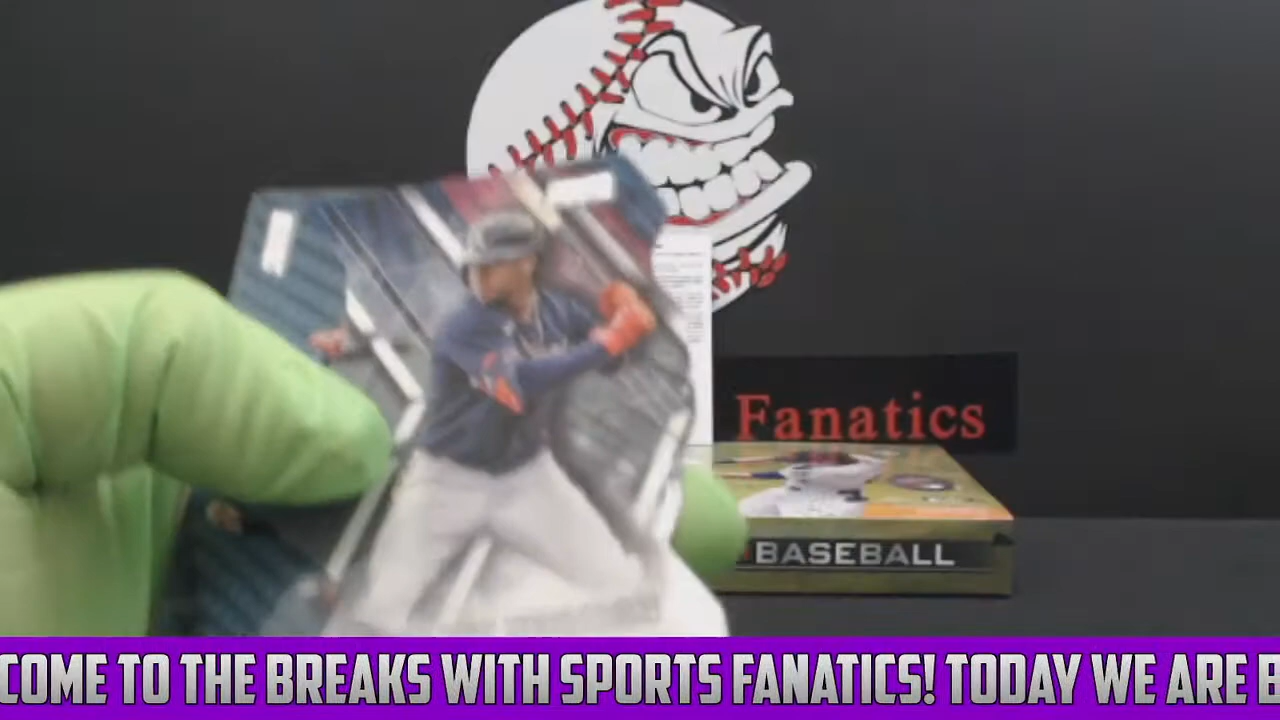 Fanatics
BASEBALL
COME TO THE BREAKS WITH SPORTS FANATICS! TODAY WE ARE B